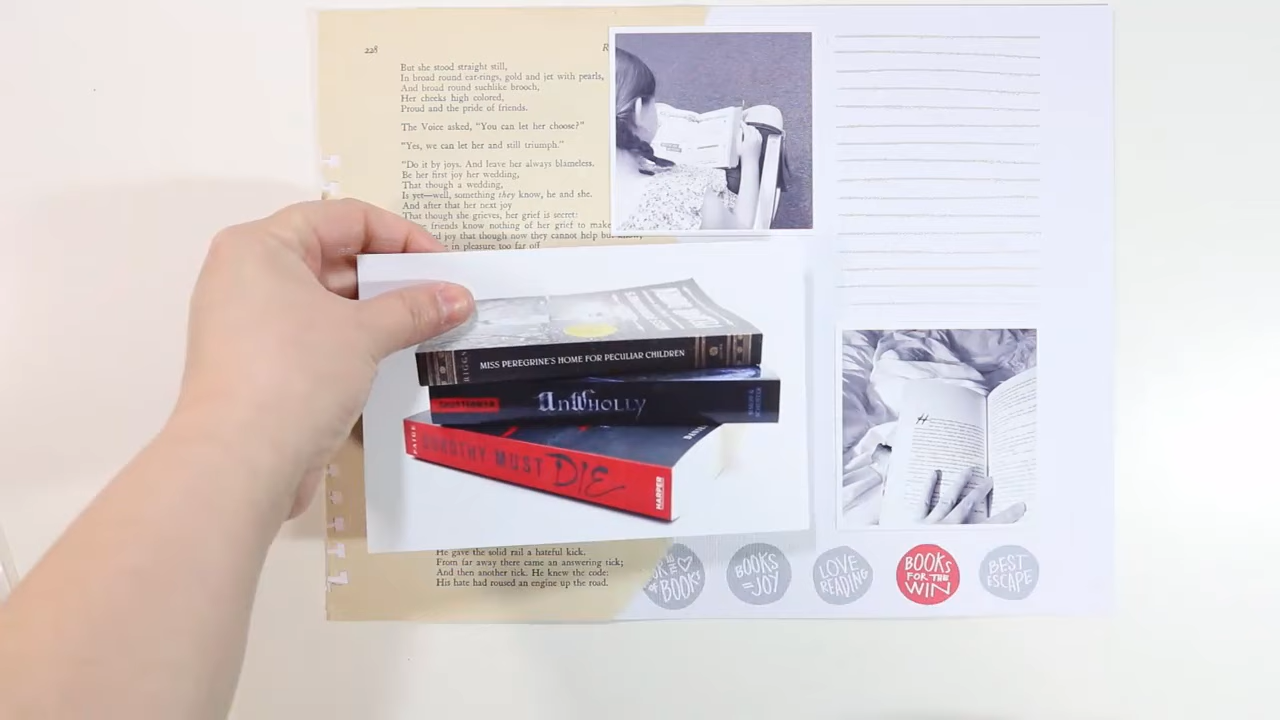 228
But she stood straight still,
In broad round ear-rings, gold and jet with pearls,
And broad round suchlike brooch,
Her cheeks high colored,
Proud and the pride of friends.
The Voice asked, "You can let her choose?"
"Yes, we can let her and still triumph."
"Do it by joys. And leave her always blameless.
Be her first joy her wedding,
That though a wedding,
Is yet—well, something they know, he and she.
And after that her next joy
That though she grieves, her grief is secret:
friends know nothing of her grief to make
joy that though now they cannot help but know,
in pleasure too far off
RIGGS
MISS PEREGRINE'S HOME FOR PECULIAR CHILDREN
SHUSTERMAN
UNWHOLLY
PAIGE
DOROTHY MUST DIE
HARPER
He gave the solid rail a hateful kick.
From far away there came an answering tick;
And then another tick. He knew the code:
His hate had roused an engine up the road.
BOOK
BOOKS
=JOY
LOVE
READING
BOOKS
FOR THE
WIN
BEST
ESCAPE